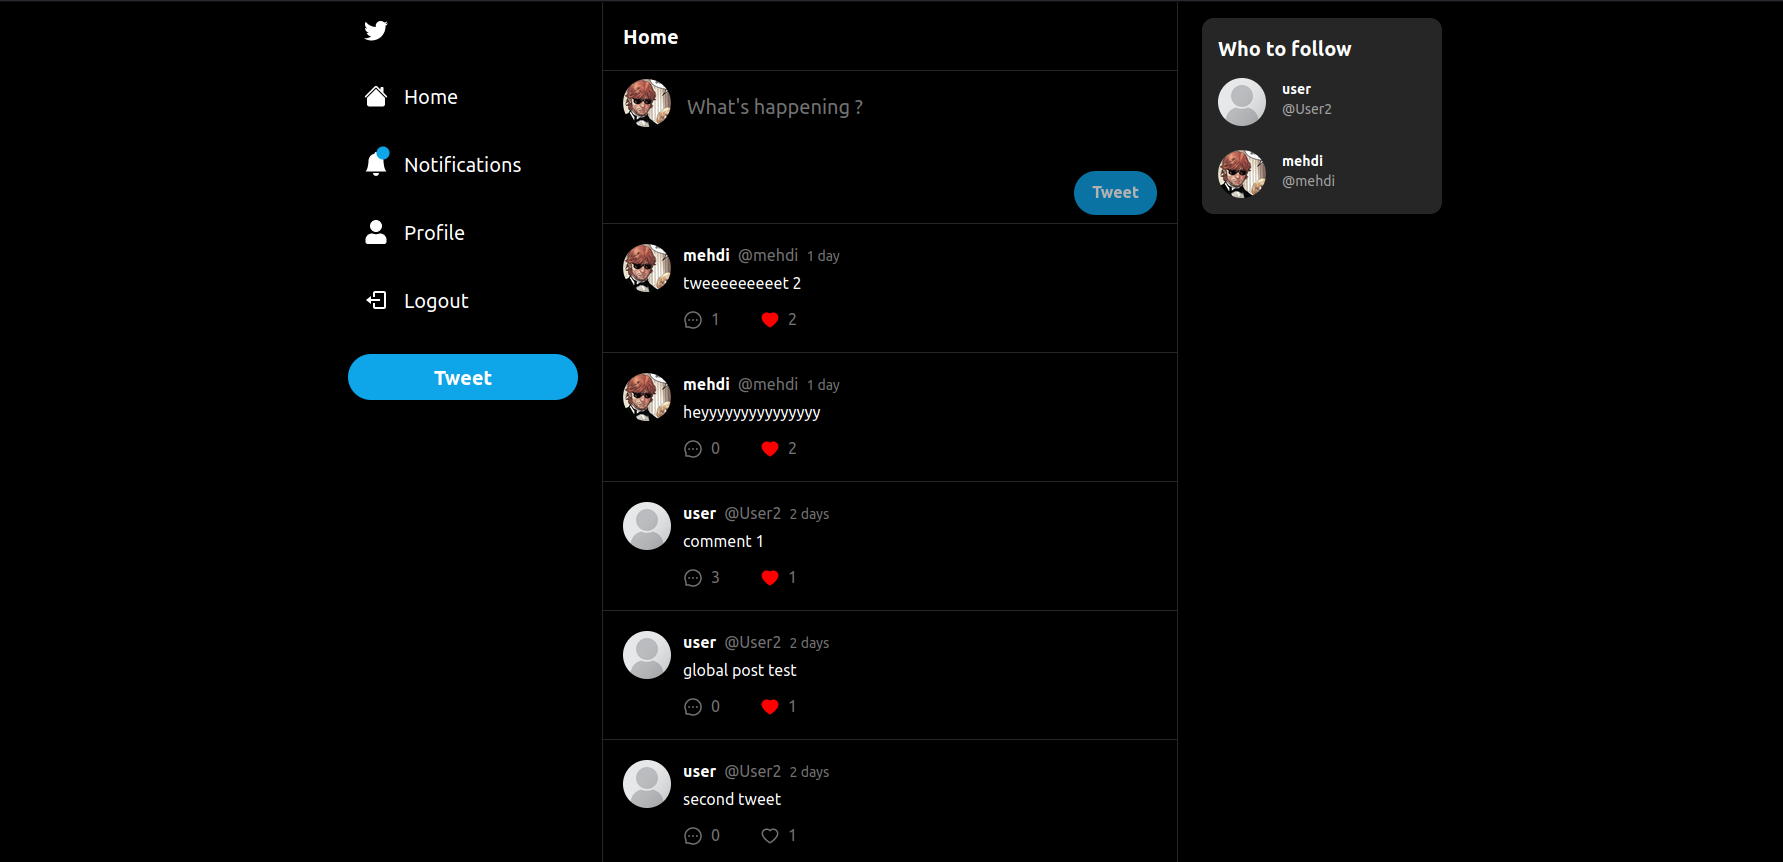 Home
Notifications
Profile
Logout
Tweet
Home
What's happening ?
Tweet
mehdi @mehdi 1 day
tweeeeeeeeet 2
1 2
mehdi @mehdi 1 day
heyyyyyyyyyyyyyyy
0 2
user @User2 2 days
comment 1
3 1
user @User2 2 days
global post test
0 1
user @User2 2 days
second tweet
0 1
Who to follow
user
@User2
mehdi
@mehdi